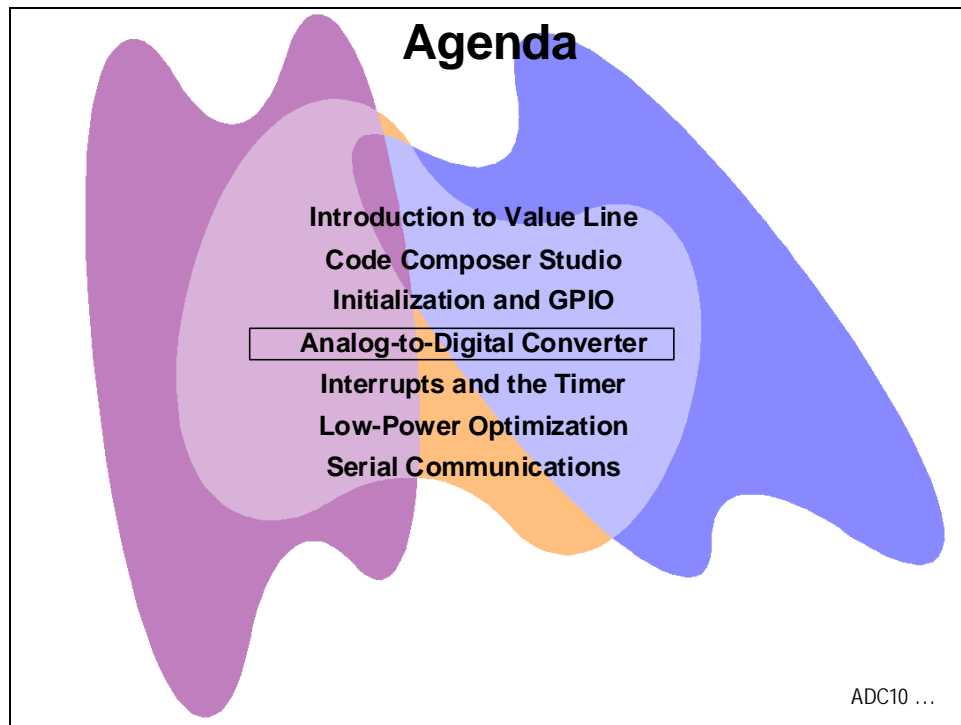 Agenda
Introduction to Value Line
Code Composer Studio
Initialization and GPIO
Analog-to-Digital Converter
Interrupts and the Timer
Low-Power Optimization
Serial Communications
ADC10 …